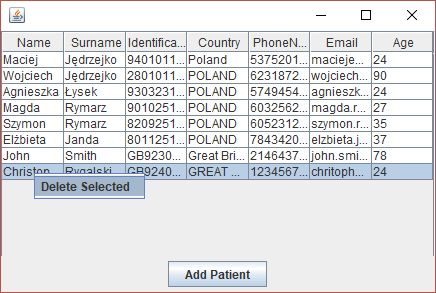 Name Surname Identifica... Country PhoneN... Email Age
Maciej Jędrzejko 9401011... Poland 5375201... macieje... 24
Wojciech Jędrzejko 2801011... POLAND 6231872... wojciech... 90
Agnieszka Łysek 9303231... POLAND 5749454... agnieszk... 24
Magda Rymarz 9010251... POLAND 6032562... magda.r... 27
Szymon Rymarz 8209251... POLAND 6052312... szymon.r... 35
Elżbieta Janda 8011251... POLAND 7843420... elzbieta.j... 37
John Smith GB9230... Great Bri... 2146437... john.smi... 78
Christop... Rygalski GB9240... GREAT ... 1234567... chritoph... 24
Delete Selected
Add Patient